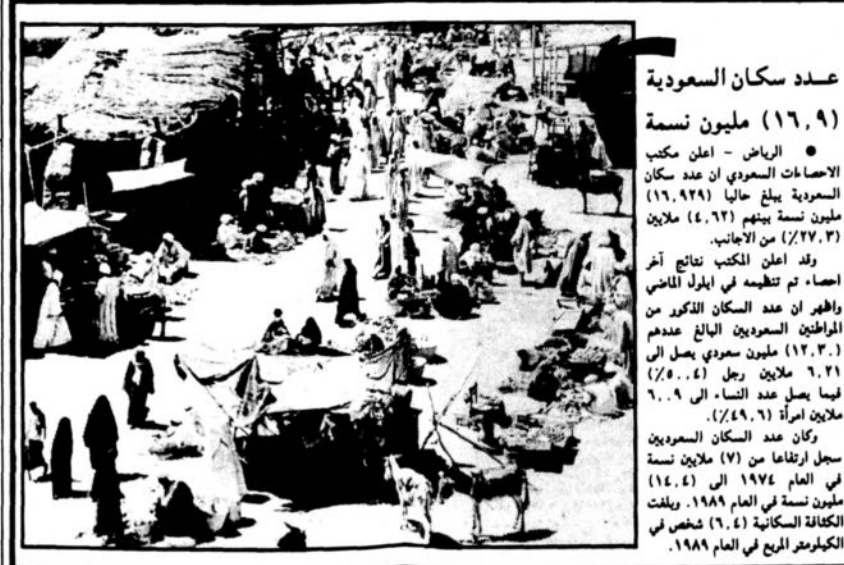 عـــدد سكـان السعودية
(١٦,٩) مليون نسمة
● الرياض - اعلن مكتب
الاحصاءات السعودي ان عدد سكان
السعودية يبلغ حاليا (١٦,٩٢٩)
مليون نسمة بينهم (٤,٦٢) ملايين
(٢٧,٣٪) من الاجانب.
وقد اعلن المكتب نتائج آخر
احصاء تم تنظيمه في ايلول الماضي
واظهر ان عدد السكان الذكور من
المواطنين السعوديين البالغ عددهم
(١٢,٣٠) مليون سعودي يصل الى
٦,٢١ ملايين رجل (٥٠,٤٪)
فيما يصل عدد النساء الى ٦,٠٩
ملايين امرأة (٤٩,٦٪).
وكان عدد السكان السعوديين
سجل ارتفاعا من (٧) ملايين نسمة
في العام ١٩٧٤ الى (١٤,٤)
مليون نسمة في العام ١٩٨٩. وبلغت
الكثافة السكانية (٦,٤) شخص في
الكيلومتر المربع في العام ١٩٨٩.